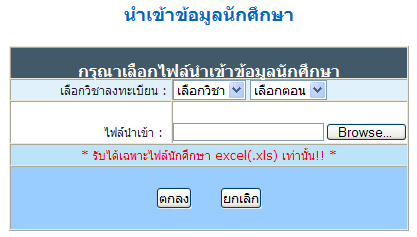 นำเข้าข้อมูลนักศึกษา
กรุณาเลือกไฟล์นำเข้าข้อมูลนักศึกษา
เลือกวิชาลงทะเบียน : เลือกวิชา เลือกตอน
ไฟล์นำเข้า : Browse...
* รับได้เฉพาะไฟล์นักศึกษา excel(.xls) เท่านั้น!! *
ตกลง ยกเลิก